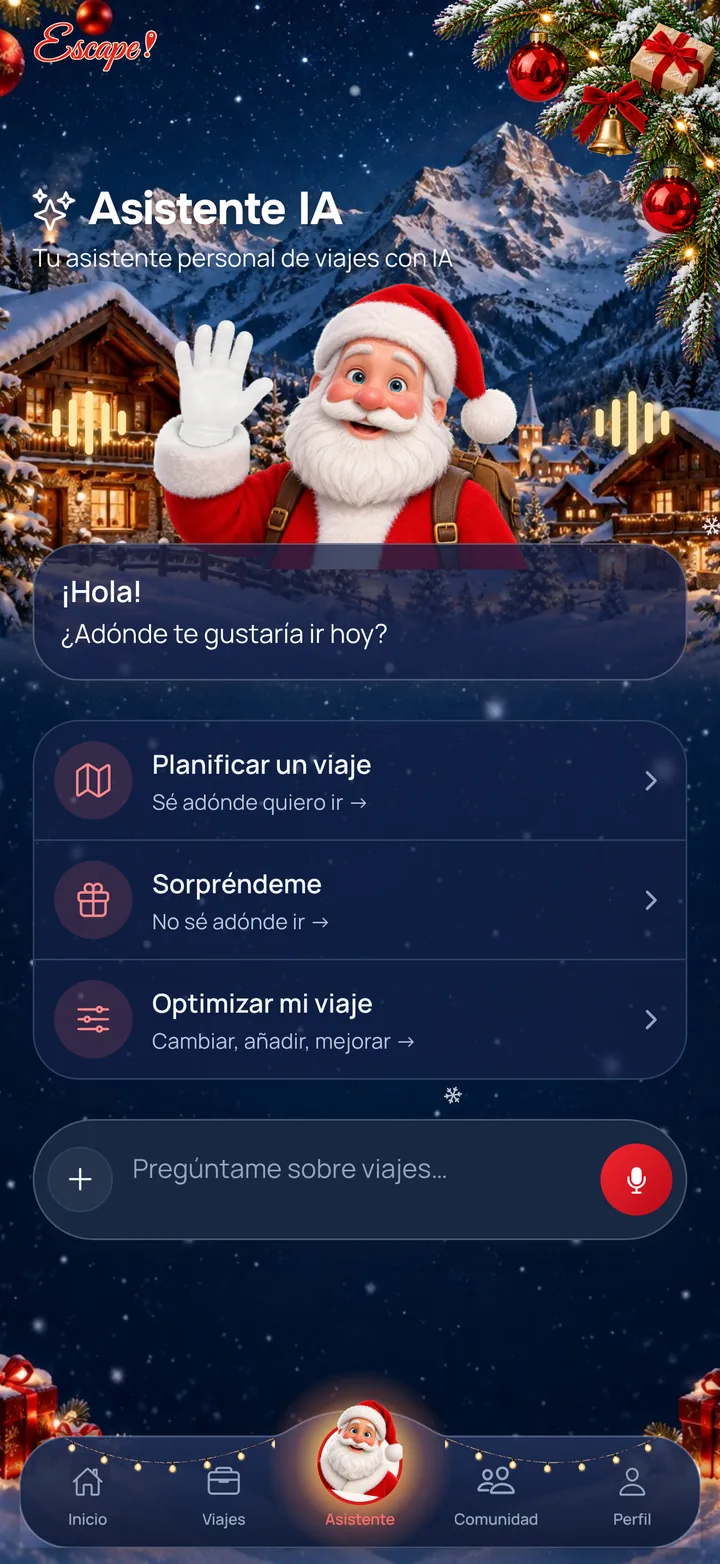 Escape!
Asistente IA
Tu asistente personal de viajes con IA
¡Hola!
¿Adónde te gustaría ir hoy?
Planificar un viaje
Sé adónde quiero ir →
Sorpréndeme
No sé adónde ir →
Optimizar mi viaje
Cambiar, añadir, mejorar →
Pregúntame sobre viajes...
Inicio
Viajes
Asistente
Comunidad
Perfil